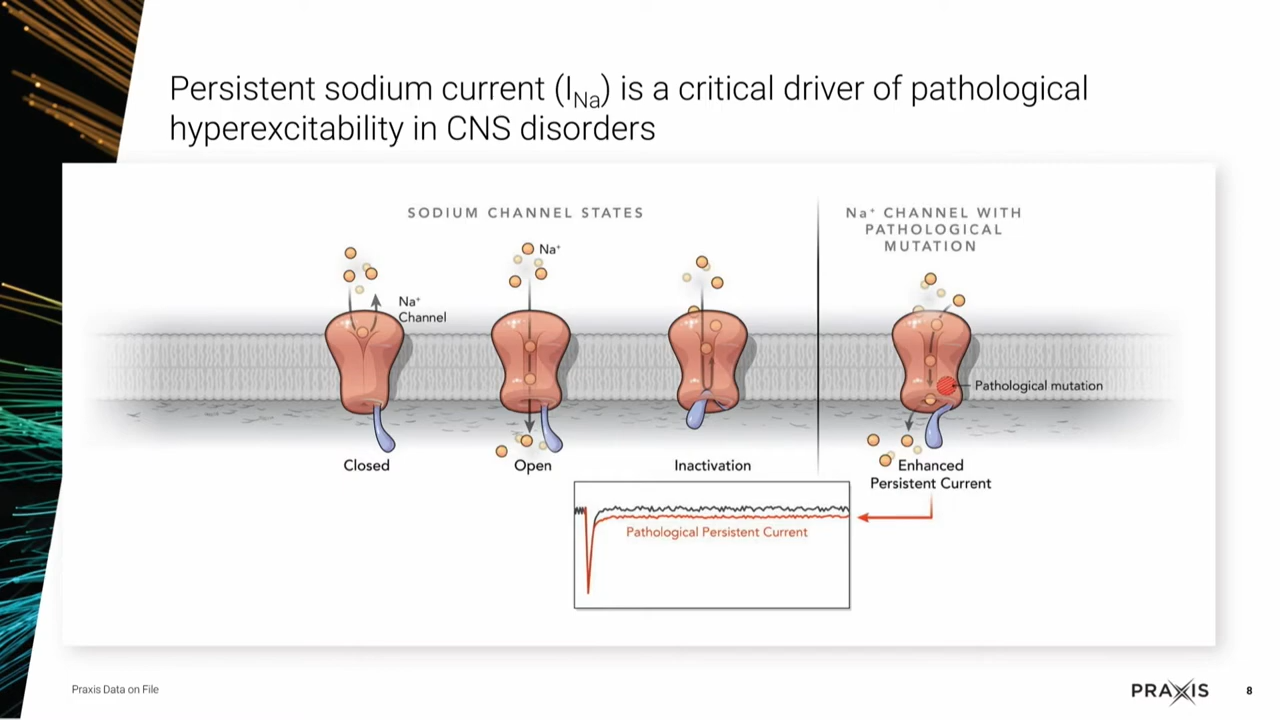 Persistent sodium current (INa) is a critical driver of pathological
hyperexcitability in CNS disorders
SODIUM CHANNEL STATES
Na⁺ CHANNEL WITH
PATHOLOGICAL
MUTATION
Na⁺
Na⁺
Channel
Pathological mutation
Closed
Open
Inactivation
Enhanced
Persistent Current
Pathological Persistent Current
Praxis Data on File
PRAXIS
8